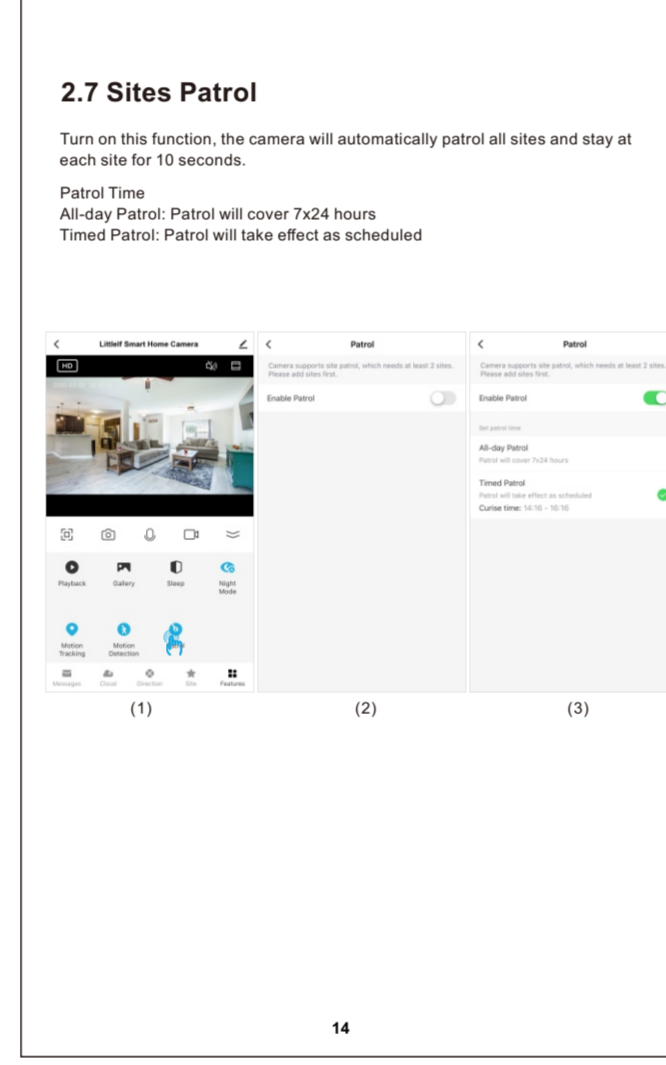 2.7 Sites Patrol
Turn on this function, the camera will automatically patrol all sites and stay at
each site for 10 seconds.
Patrol Time
All-day Patrol: Patrol will cover 7x24 hours
Timed Patrol: Patrol will take effect as scheduled
Littlelf Smart Home Camera
HD
Playback
Gallery
Sleep
Night
Mode
Motion
Tracking
Motion
Detection
Messages
Cloud
Direction
Site
Features
(1)
Patrol
Camera supports site patrol, which needs at least 2 sites.
Please add sites first.
Enable Patrol
(2)
Patrol
Camera supports site patrol, which needs at least 2 sites.
Please add sites first.
Enable Patrol
Set patrol time
All-day Patrol
Patrol will cover 7x24 hours
Timed Patrol
Patrol will take effect as scheduled
Curise time: 14:16 - 16:16
(3)
14